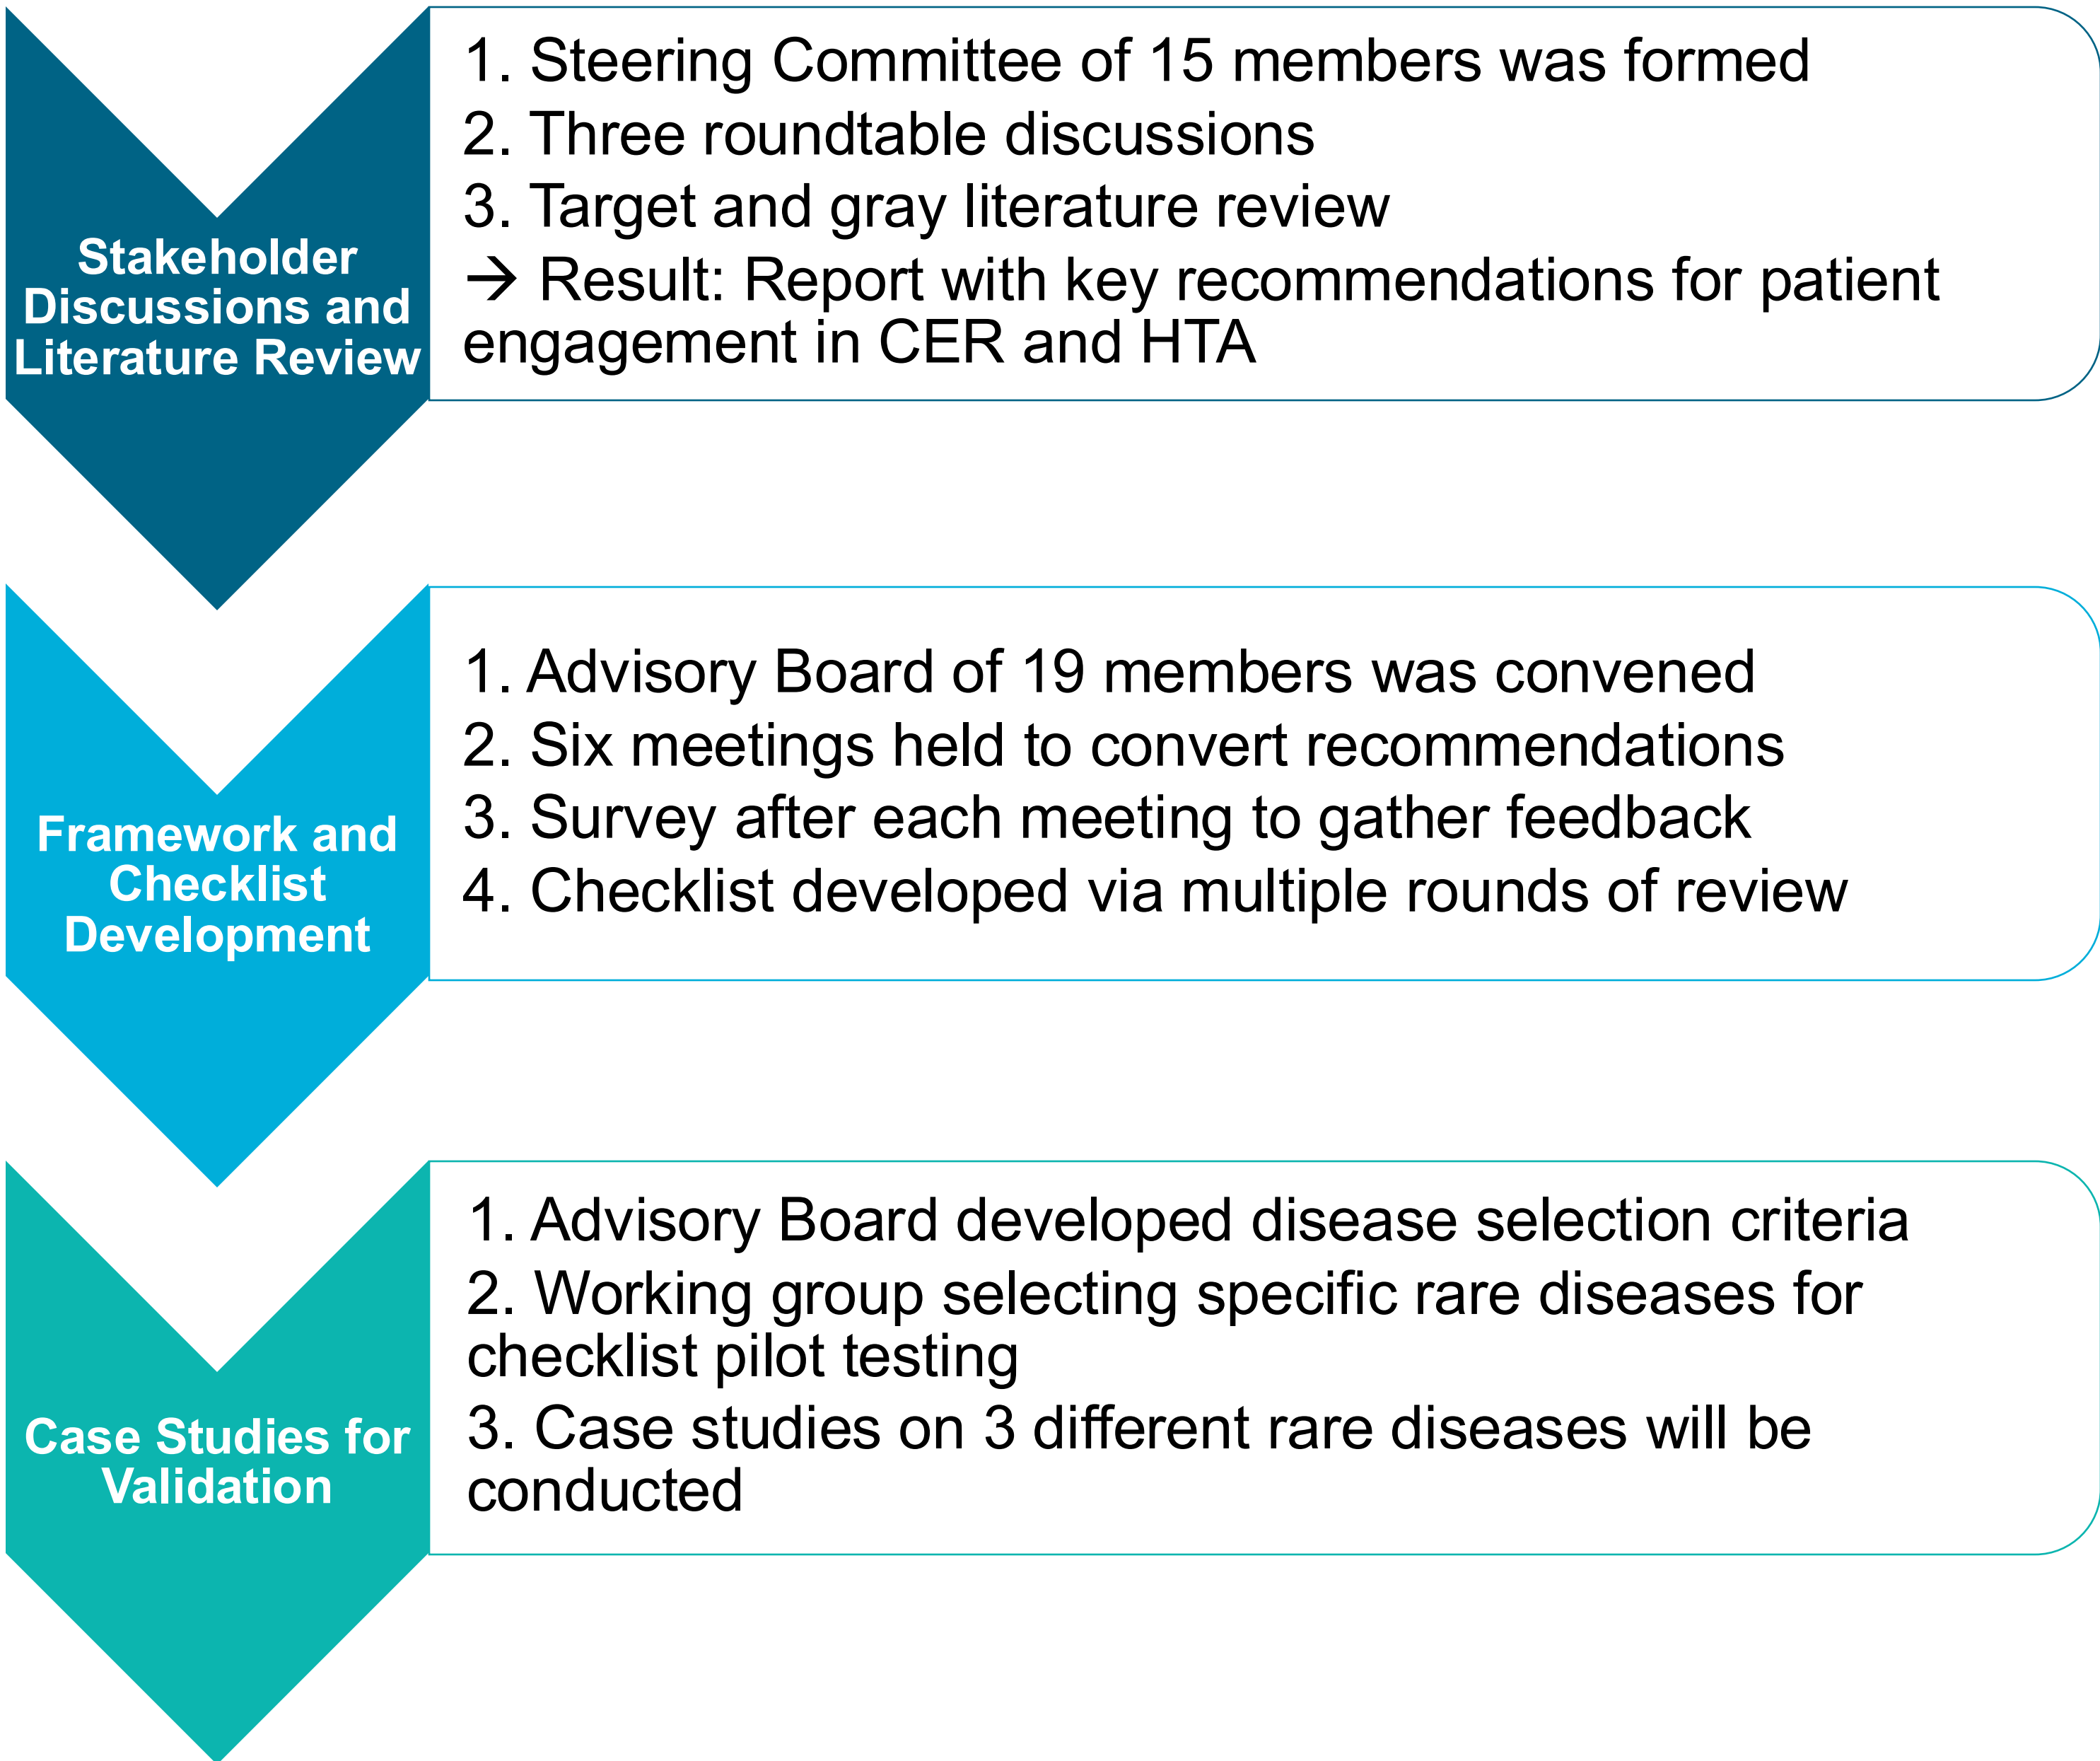 Stakeholder
Discussions and
Literature Review
1. Steering Committee of 15 members was formed
2. Three roundtable discussions
3. Target and gray literature review
→ Result: Report with key recommendations for patient
engagement in CER and HTA
Framework and
Checklist
Development
1. Advisory Board of 19 members was convened
2. Six meetings held to convert recommendations
3. Survey after each meeting to gather feedback
4. Checklist developed via multiple rounds of review
Case Studies for
Validation
1. Advisory Board developed disease selection criteria
2. Working group selecting specific rare diseases for
checklist pilot testing
3. Case studies on 3 different rare diseases will be
conducted